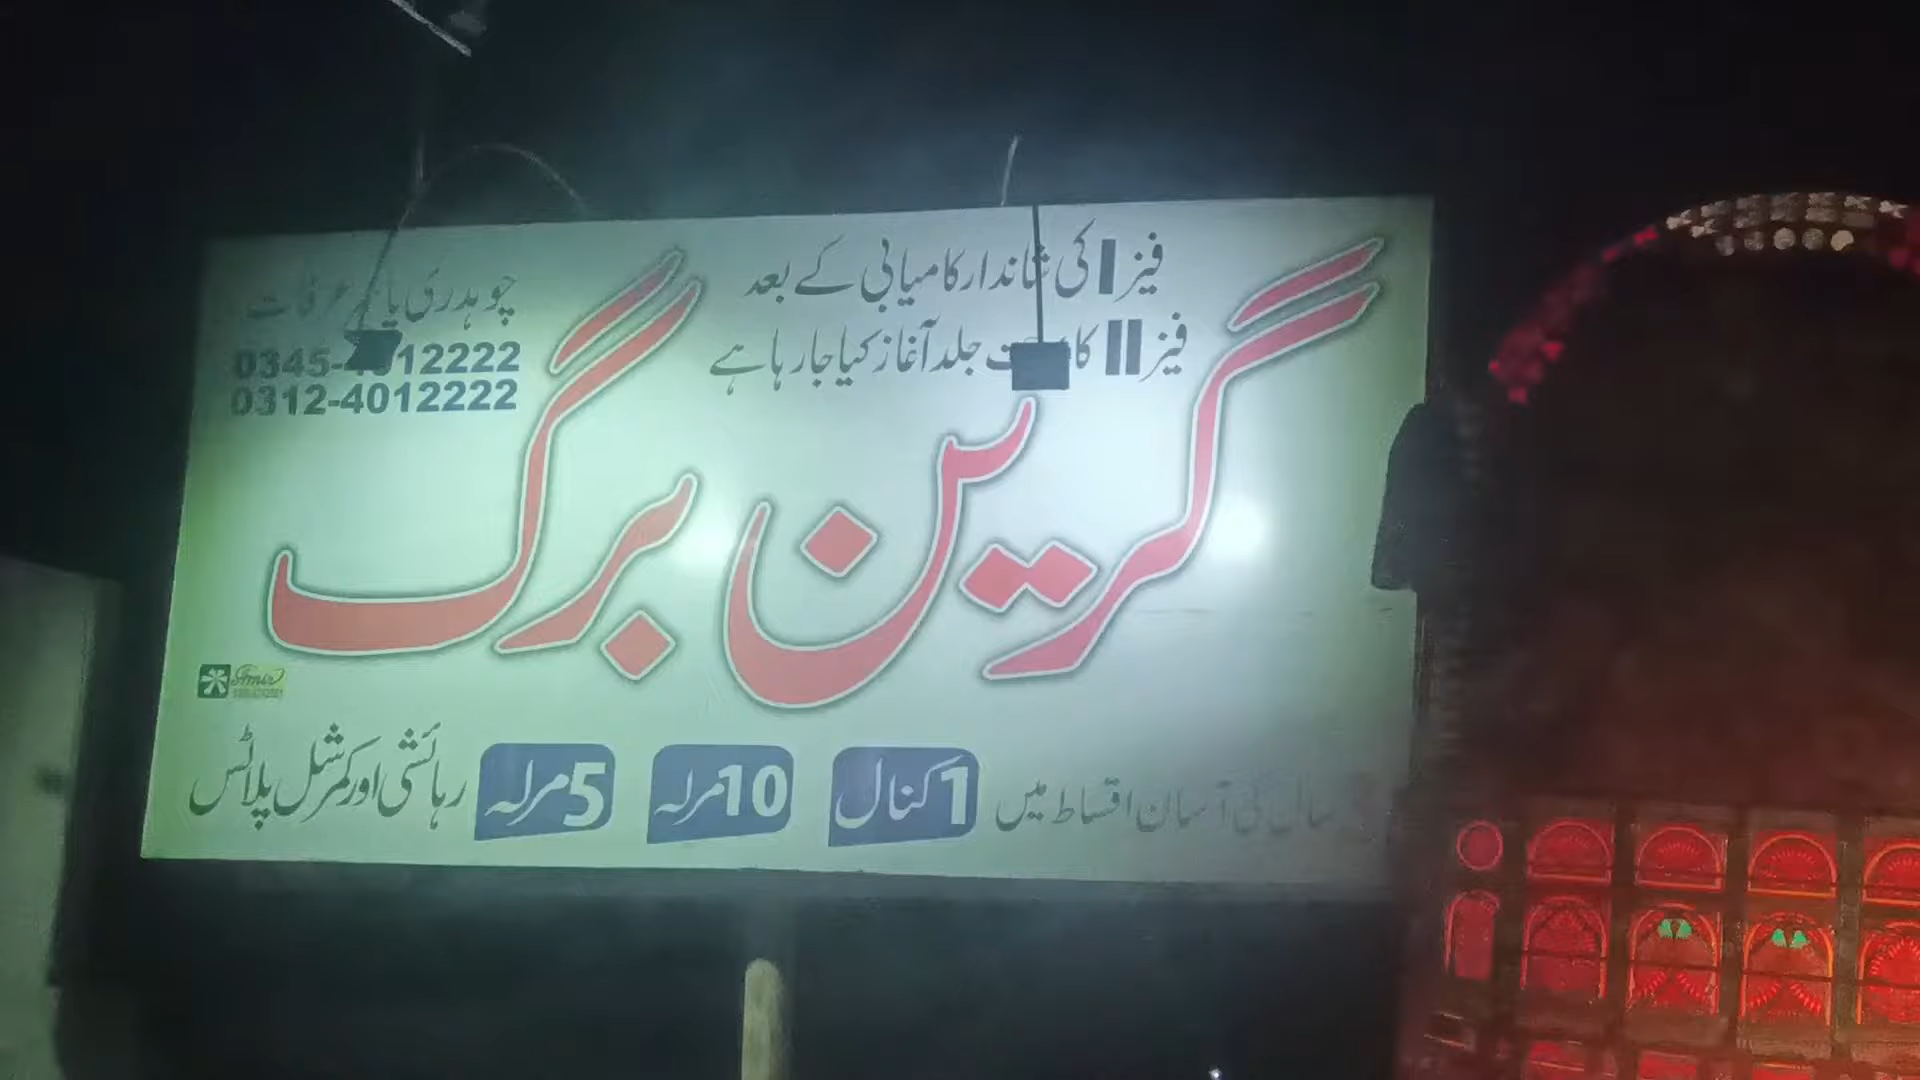 فیز I کی شاندار کامیابی کے بعد
فیز II کا جلد آغاز کیا جا رہا ہے
چوہدری عرفات
0345-4012222
0312-4012222
گرین برگ
سال کی آسان اقساط میں
1 کنال
10 مرلہ
5 مرلہ
رہائشی اور کمرشل پلاٹس